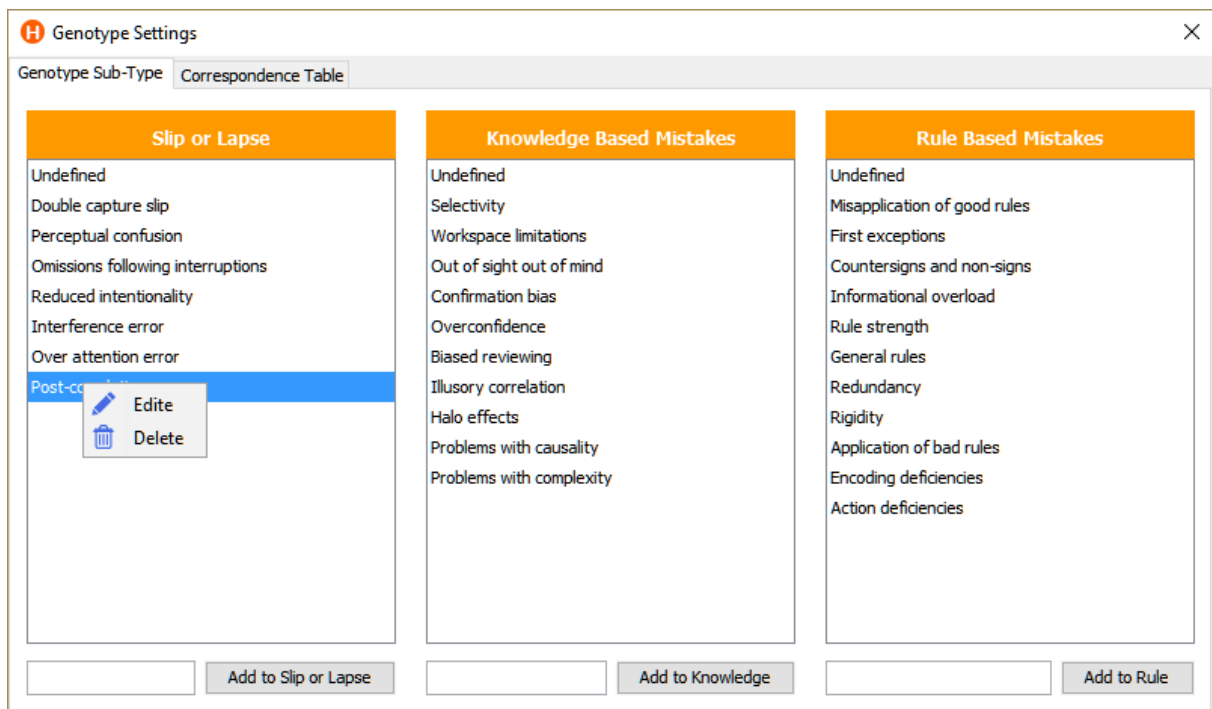 H Genotype Settings
Genotype Sub-Type Correspondence Table
Slip or Lapse
Undefined
Double capture slip
Perceptual confusion
Omissions following interruptions
Reduced intentionality
Interference error
Over attention error
Edite
Delete
Add to Slip or Lapse
Knowledge Based Mistakes
Undefined
Selectivity
Workspace limitations
Out of sight out of mind
Confirmation bias
Overconfidence
Biased reviewing
Illusory correlation
Halo effects
Problems with causality
Problems with complexity
Add to Knowledge
Rule Based Mistakes
Undefined
Misapplication of good rules
First exceptions
Countersigns and non-signs
Informational overload
Rule strength
General rules
Redundancy
Rigidity
Application of bad rules
Encoding deficiencies
Action deficiencies
Add to Rule